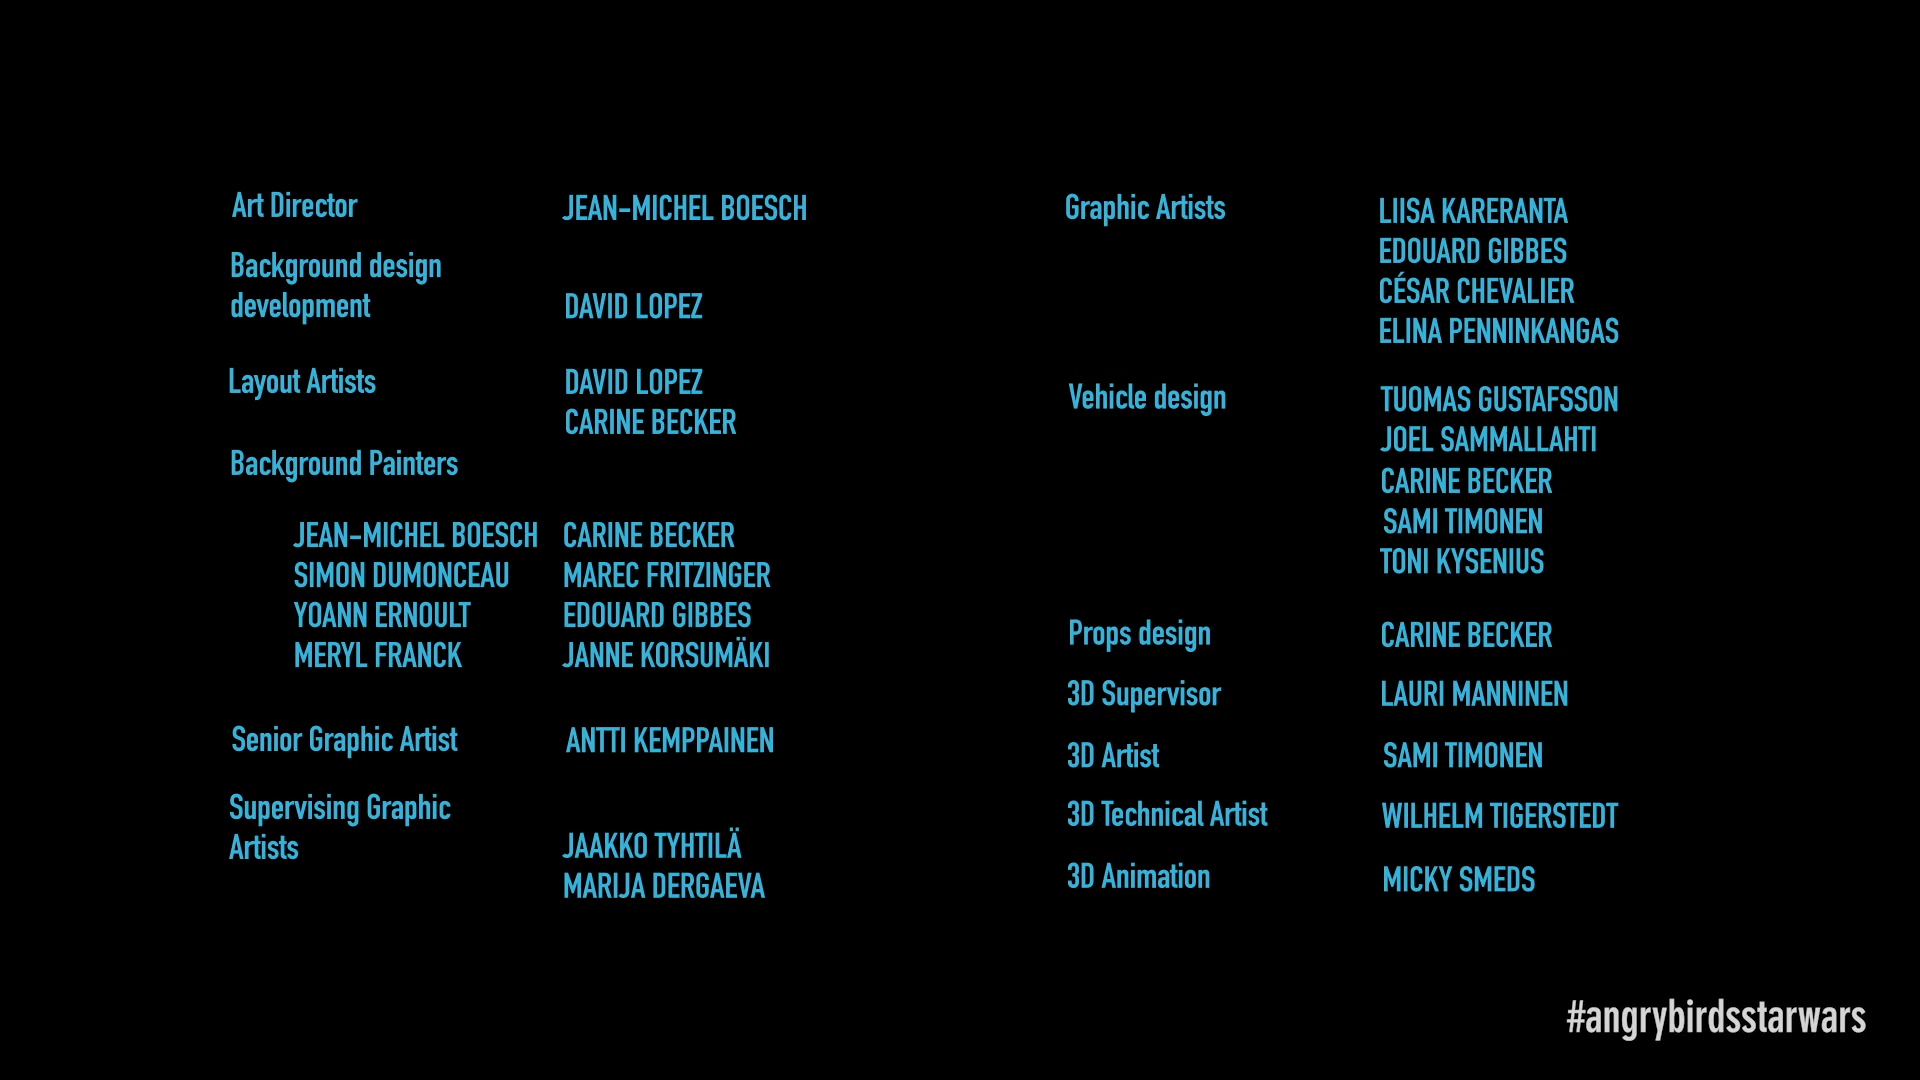 Art Director
JEAN-MICHEL BOESCH
Background design
development
DAVID LOPEZ
Layout Artists
DAVID LOPEZ
CARINE BECKER
Background Painters
JEAN-MICHEL BOESCH
SIMON DUMONCEAU
YOANN ERNOULT
MERYL FRANCK
CARINE BECKER
MAREC FRITZINGER
EDOUARD GIBBES
JANNE KORSUMÄKI
Senior Graphic Artist
ANTTI KEMPPAINEN
Supervising Graphic
Artists
JAAKKO TYHTILÄ
MARIJA DERGAEVA
Graphic Artists
LIISA KARERANTA
EDOUARD GIBBES
CÉSAR CHEVALIER
ELINA PENNINKANGAS
Vehicle design
TUOMAS GUSTAFSSON
JOEL SAMMALLAHTI
CARINE BECKER
SAMI TIMONEN
TONI KYSENIUS
Props design
CARINE BECKER
3D Supervisor
LAURI MANNINEN
3D Artist
SAMI TIMONEN
3D Technical Artist
WILHELM TIGERSTEDT
3D Animation
MICKY SMEDS
#angrybirdsstarwars